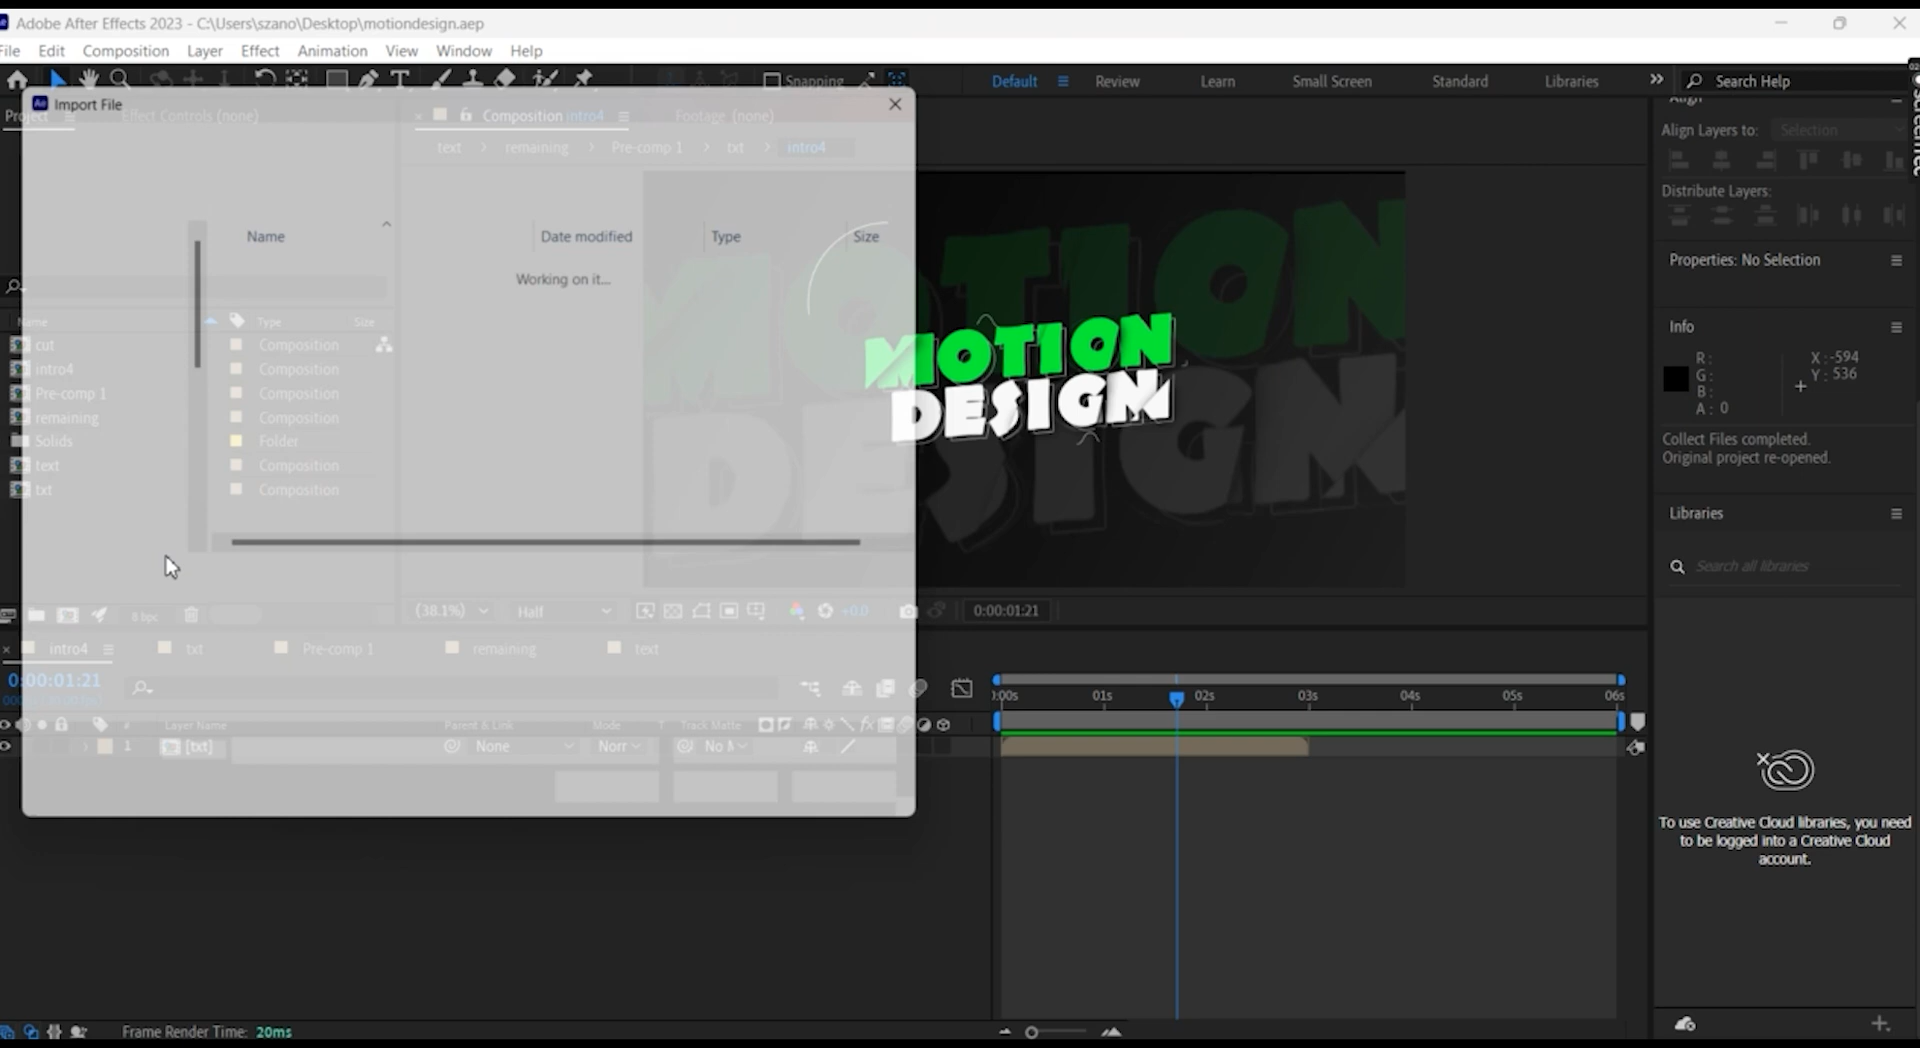 Adobe After Effects 2023 - C:\Users\szano\Desktop\motiondesign.aep
File Edit Composition Layer Effect Animation View Window Help
Snapping
Default Review Learn Small Screen Standard Libraries Search Help
Import File
Project Effect Controls (none)
Composition intro4 Footage (none)
text remaining Pre-comp 1 txt intro4
Name Date modified Type Size
Working on it...
Name Type Size
cut Composition
intro4 Composition
Pre-comp 1 Composition
remaining Composition
Solids Folder
text Composition
txt Composition
MOTION
DESIGN
MOTION
DESIGN
8 bpc
(38.1%) Half +0.0 0:00:01:21
Align
Align Layers to: Selection
Distribute Layers:
Properties: No Selection
Info
R: X: -594
G: Y: 536
B:
A: 0
Collect Files completed.
Original project re-opened.
Libraries
Search all libraries
To use Creative Cloud libraries, you need
to be logged into a Creative Cloud
account.
intro4 txt Pre-comp 1 remaining text
0:00:01:21
# Layer Name Parent & Link Mode T Track Matte
1 [txt] None Norr No M
):00s 01s 02s 03s 04s 05s 06s
Frame Render Time: 20ms